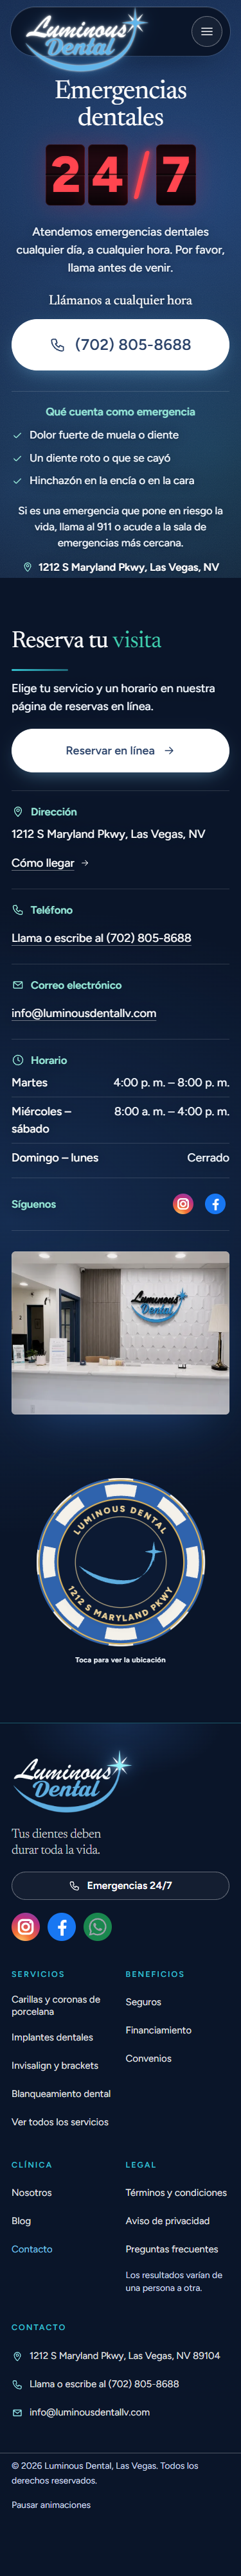 Luminous
Dental
Emergencias
dentales
24/7
Atendemos emergencias dentales
cualquier día, a cualquier hora. Por favor,
llama antes de venir.
Llámanos a cualquier hora
(702) 805-8688
Qué cuenta como emergencia
Dolor fuerte de muela o diente
Un diente roto o que se cayó
Hinchazón en la encía o en la cara
Si es una emergencia que pone en riesgo la
vida, llama al 911 o acude a la sala de
emergencias más cercana.
1212 S Maryland Pkwy, Las Vegas, NV
Reserva tu visita
Elige tu servicio y un horario en nuestra
página de reservas en línea.
Reservar en línea →
Dirección
1212 S Maryland Pkwy, Las Vegas, NV
Cómo llegar →
Teléfono
Llama o escribe al (702) 805-8688
Correo electrónico
info@luminousdentallv.com
Horario
Martes 4:00 p. m. – 8:00 p. m.
Miércoles – 8:00 a. m. – 4:00 p. m.
sábado
Domingo – lunes Cerrado
Síguenos
Luminous
Dental
LUMINOUS DENTAL
1212 S MARYLAND PKWY
Toca para ver la ubicación
Luminous
Dental
Tus dientes deben
durar toda la vida.
Emergencias 24/7
SERVICIOS
Carillas y coronas de
porcelana
Implantes dentales
Invisalign y brackets
Blanqueamiento dental
Ver todos los servicios
BENEFICIOS
Seguros
Financiamiento
Convenios
CLÍNICA
Nosotros
Blog
Contacto
LEGAL
Términos y condiciones
Aviso de privacidad
Preguntas frecuentes
Los resultados varían de
una persona a otra.
CONTACTO
1212 S Maryland Pkwy, Las Vegas, NV 89104
Llama o escribe al (702) 805-8688
info@luminousdentallv.com
© 2026 Luminous Dental, Las Vegas. Todos los
derechos reservados.
Pausar animaciones